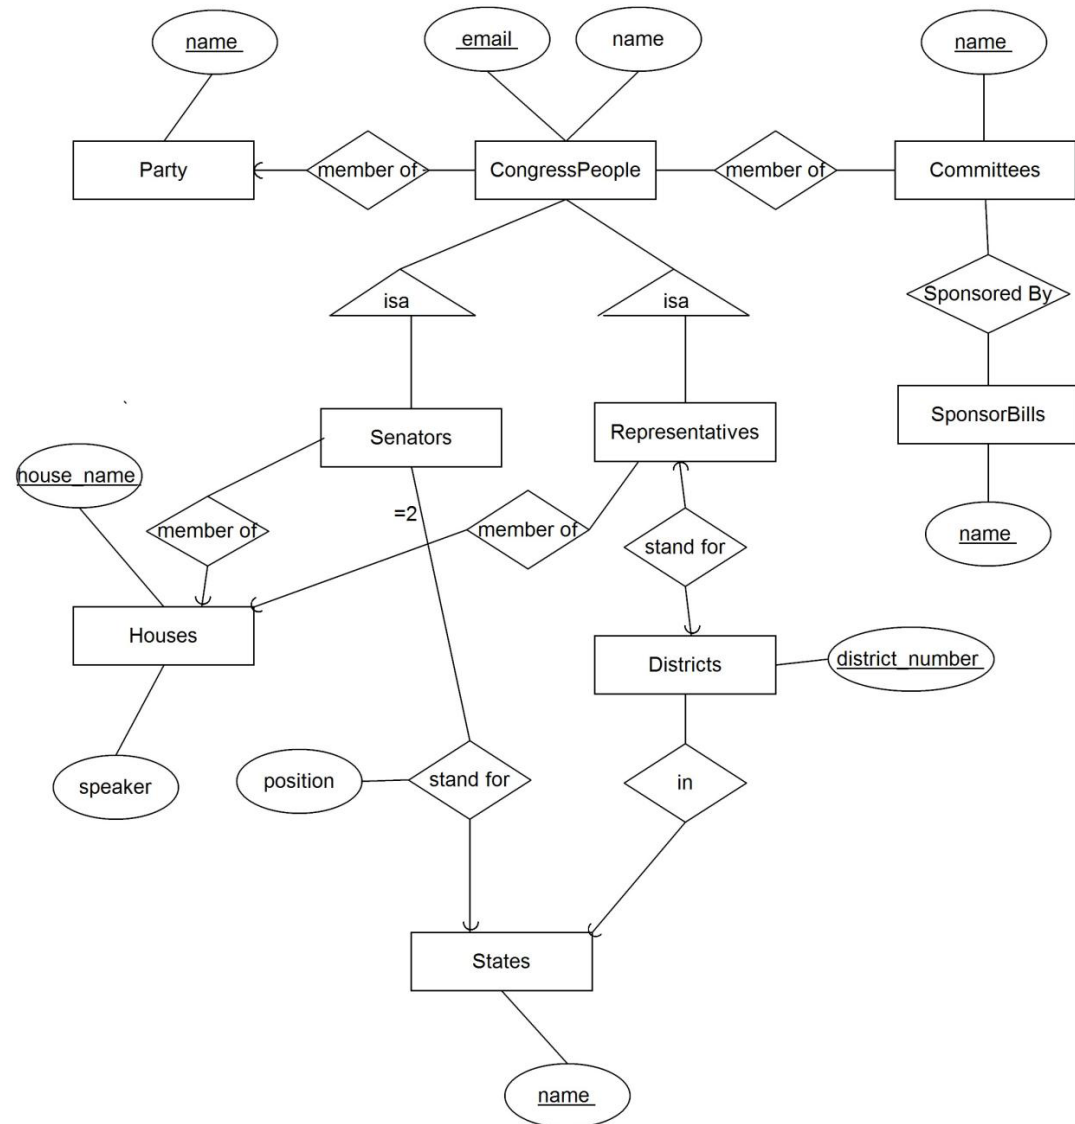 name
email
name
name
Party
member of
CongressPeople
member of
Committees
isa
isa
Sponsored By
Senators
Representatives
SponsorBills
house_name
=2
member of
member of
stand for
name
Houses
Districts
district_number
speaker
position
stand for
in
States
name